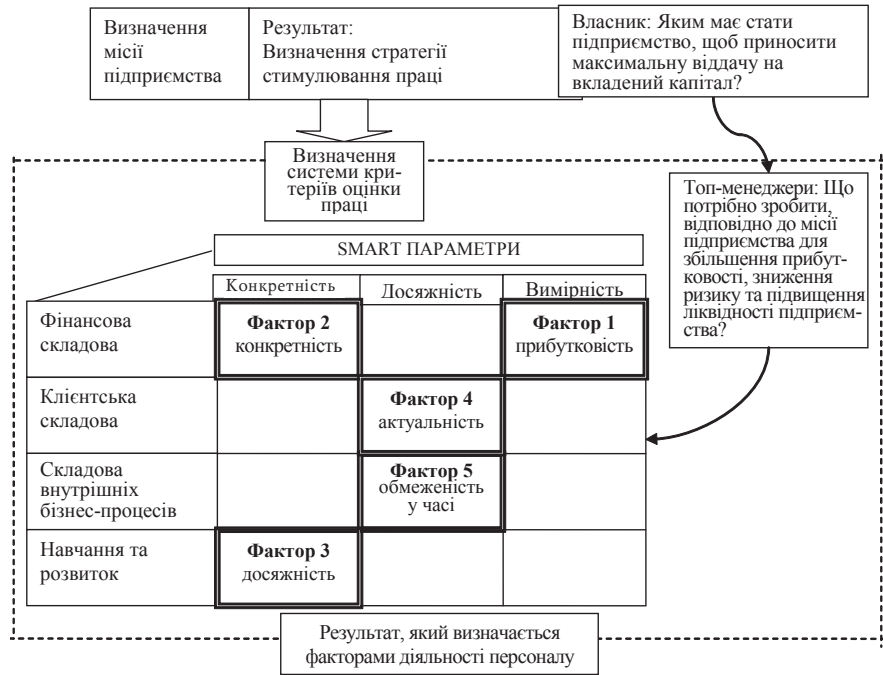 Визначення
місії
підприємства
Результат:
Визначення стратегії
стимулювання праці
Власник: Яким має стати
підприємство, щоб приносити
максимальну віддачу на
вкладений капітал?
Визначення
системи кри-
теріїв оцінки
праці
Топ-менеджери: Що
потрібно зробити,
відповідно до місії
підприємства для
збільшення прибут-
ковості, зниження
ризику та підвищення
ліквідності підприєм-
ства?
SMART ПАРАМЕТРИ
Конкретність
Досяжність
Вимірність
Фінансова
складова
Фактор 2
конкретність
Фактор 1
прибутковість
Клієнтська
складова
Фактор 4
актуальність
Складова
внутрішніх
бізнес-процесів
Фактор 5
обмеженість
у часі
Навчання та
розвиток
Фактор 3
досяжність
Результат, який визначається
факторами діяльності персоналу